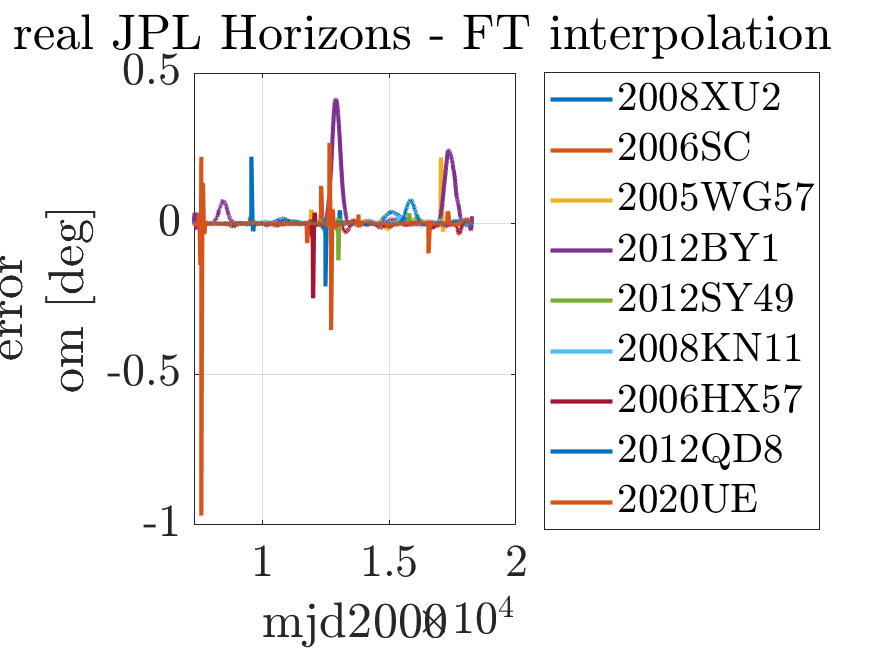 real JPL Horizons - FT interpolation
0.5
0
-0.5
-1
error
om [deg]
1
1.5
2
mjd2000
×10^4
2008XU2
2006SC
2005WG57
2012BY1
2012SY49
2008KN11
2006HX57
2012QD8
2020UE